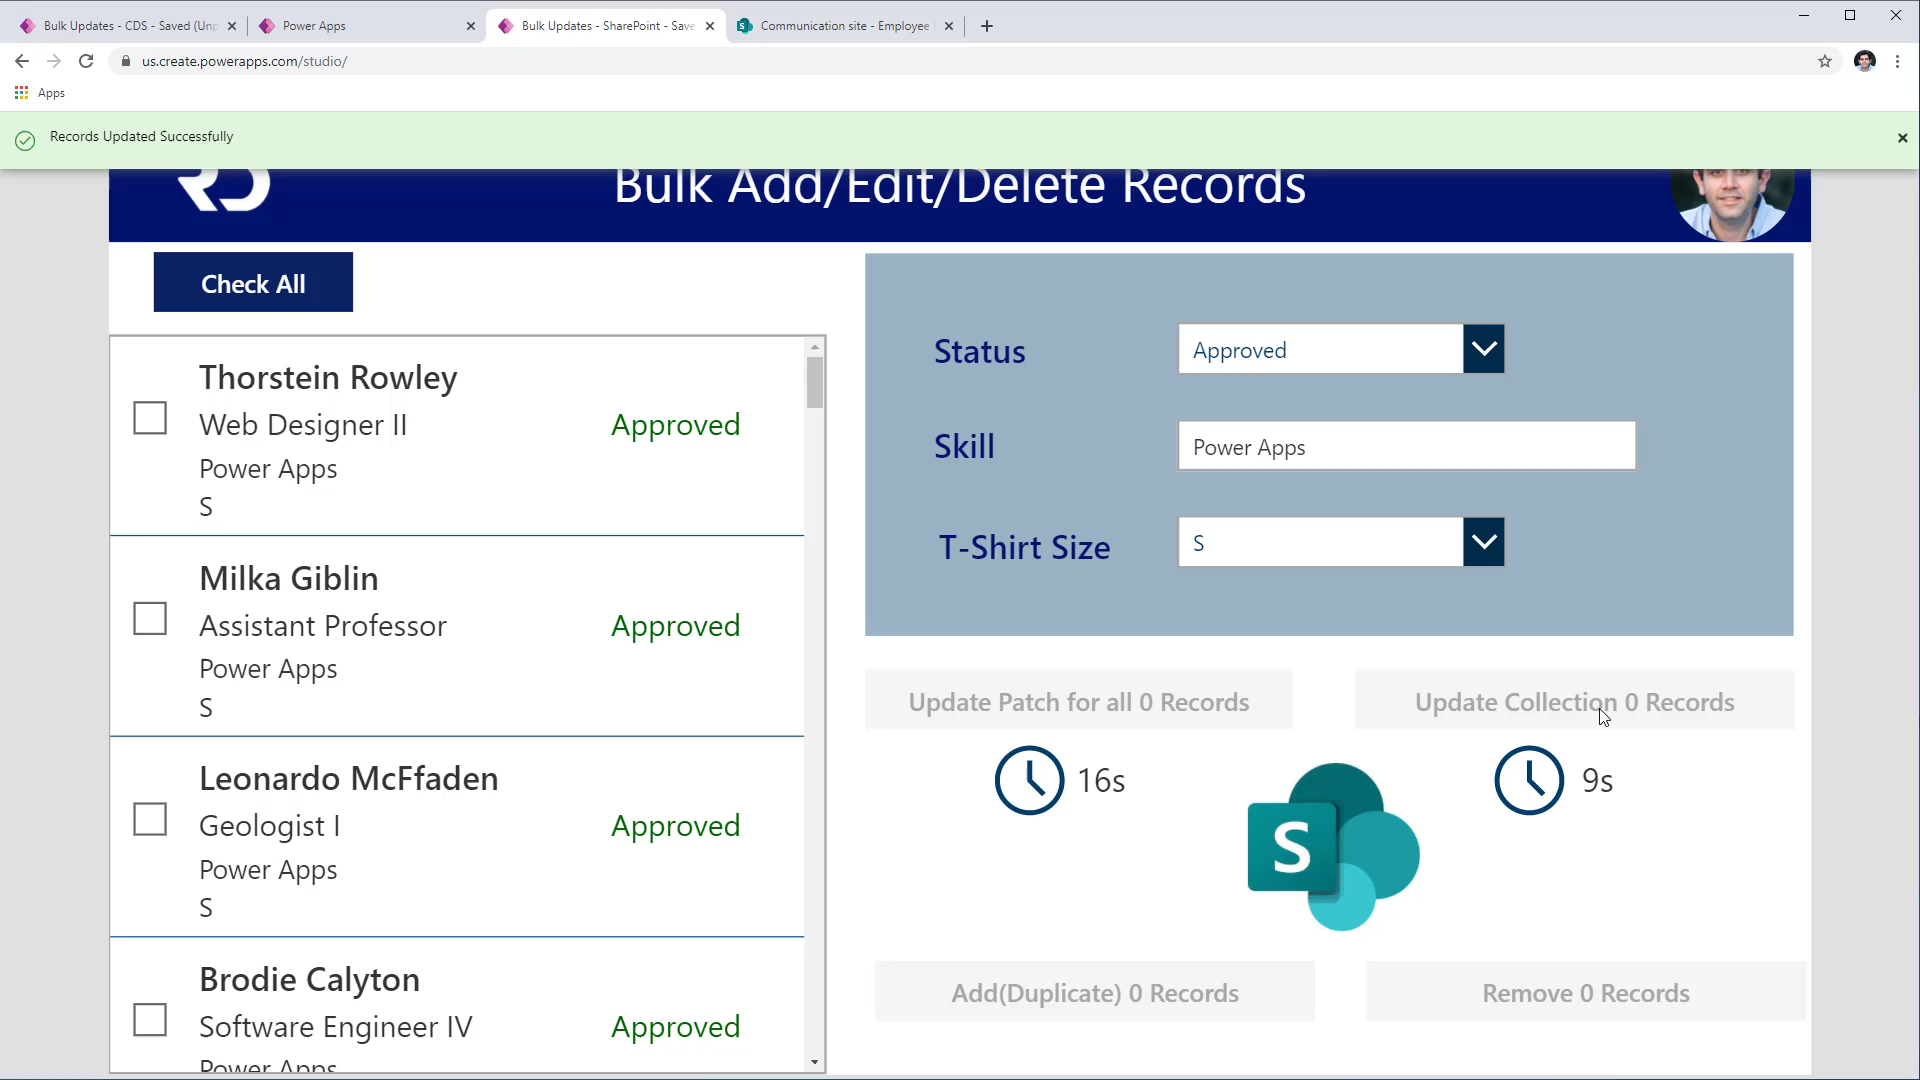 Bulk Updates - CDS - Saved (Unp
Power Apps
Bulk Updates - SharePoint - Save
Communication site - Employee
us.create.powerapps.com/studio/
Apps
Records Updated Successfully
Bulk Add/Edit/Delete Records
Check All
Thorstein Rowley
Web Designer II
Approved
Power Apps
S
Milka Giblin
Assistant Professor
Approved
Power Apps
S
Leonardo McFfaden
Geologist I
Approved
Power Apps
S
Brodie Calyton
Software Engineer IV
Approved
Power Apps
Status
Approved
Skill
Power Apps
T-Shirt Size
S
Update Patch for all 0 Records
Update Collection 0 Records
16s
9s
S
Add(Duplicate) 0 Records
Remove 0 Records